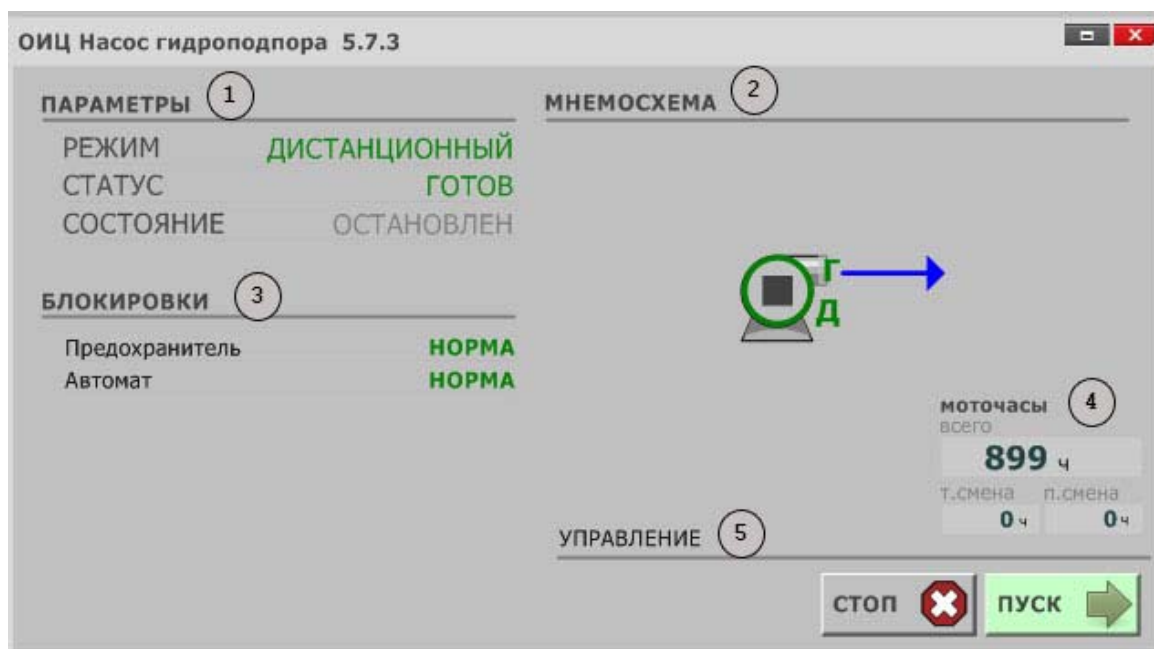 ОИЦ Насос гидроподпора 5.7.3
ПАРАМЕТРЫ 1
РЕЖИМ ДИСТАНЦИОННЫЙ
СТАТУС ГОТОВ
СОСТОЯНИЕ ОСТАНОВЛЕН
БЛОКИРОВКИ 3
Предохранитель НОРМА
Автомат НОРМА
МНЕМОСХЕМА 2
Г
Д
моточасы 4
всего
899 ч
т.смена п.смена
0 ч 0 ч
УПРАВЛЕНИЕ 5
СТОП ПУСК